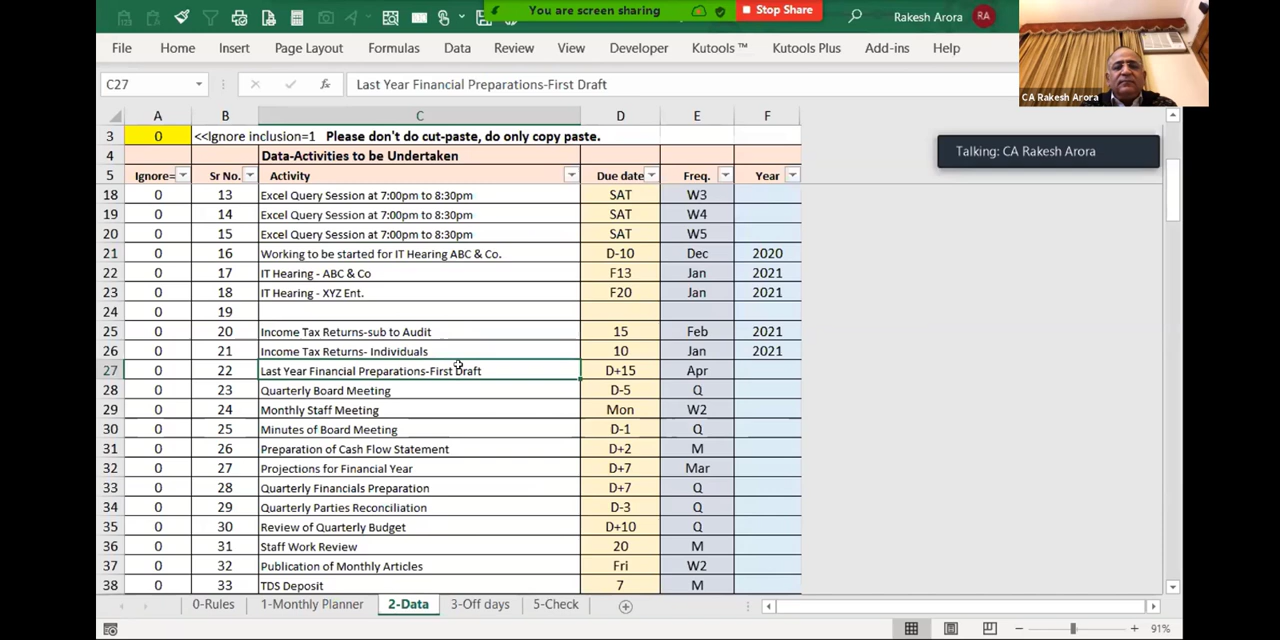 You are screen sharing
Stop Share
Rakesh Arora
RA
File Home Insert Page Layout Formulas Data Review View Developer Kutools ™ Kutools Plus Add-ins Help
CA Rakesh Arora
C27 fx Last Year Financial Preparations-First Draft
Talking: CA Rakesh Arora
A B C D E F
3 0 <<Ignore inclusion=1 Please don't do cut-paste, do only copy paste.
4 Data-Activities to be Undertaken
5 Ignore= Sr No. Activity Due date Freq. Year
18 0 13 Excel Query Session at 7:00pm to 8:30pm SAT W3
19 0 14 Excel Query Session at 7:00pm to 8:30pm SAT W4
20 0 15 Excel Query Session at 7:00pm to 8:30pm SAT W5
21 0 16 Working to be started for IT Hearing ABC & Co. D-10 Dec 2020
22 0 17 IT Hearing - ABC & Co F13 Jan 2021
23 0 18 IT Hearing - XYZ Ent. F20 Jan 2021
24 0 19
25 0 20 Income Tax Returns-sub to Audit 15 Feb 2021
26 0 21 Income Tax Returns- Individuals 10 Jan 2021
27 0 22 Last Year Financial Preparations-First Draft D+15 Apr
28 0 23 Quarterly Board Meeting D-5 Q
29 0 24 Monthly Staff Meeting Mon W2
30 0 25 Minutes of Board Meeting D-1 Q
31 0 26 Preparation of Cash Flow Statement D+2 M
32 0 27 Projections for Financial Year D+7 Mar
33 0 28 Quarterly Financials Preparation D+7 Q
34 0 29 Quarterly Parties Reconciliation D-3 Q
35 0 30 Review of Quarterly Budget D+10 Q
36 0 31 Staff Work Review 20 M
37 0 32 Publication of Monthly Articles Fri W2
38 0 33 TDS Deposit 7 M
0-Rules 1-Monthly Planner 2-Data 3-Off days 5-Check
91%